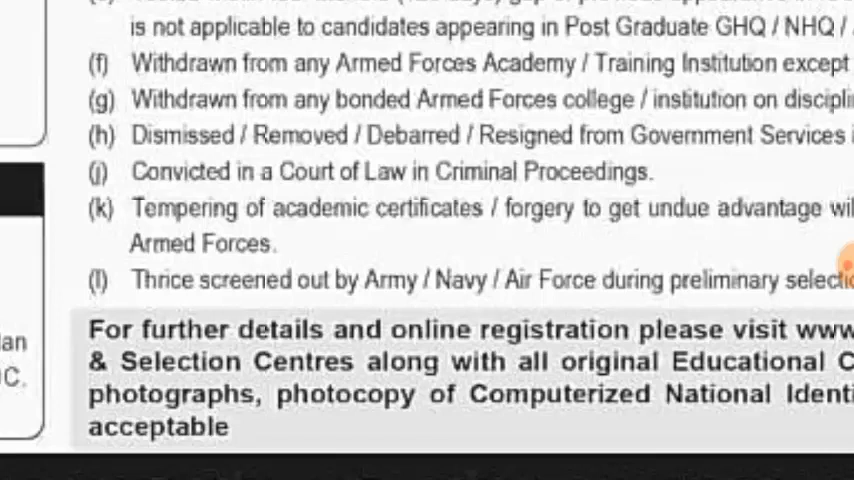 is not applicable to candidates appearing in Post Graduate GHQ / NHQ /
(f) Withdrawn from any Armed Forces Academy / Training Institution except
(g) Withdrawn from any bonded Armed Forces college / institution on discipli
(h) Dismissed / Removed / Debarred / Resigned from Government Services
(j) Convicted in a Court of Law in Criminal Proceedings.
(k) Tempering of academic certificates / forgery to get undue advantage wil
Armed Forces.
(l) Thrice screened out by Army / Navy / Air Force during preliminary selectio
lan
C.
For further details and online registration please visit www
& Selection Centres along with all original Educational C
photographs, photocopy of Computerized National Identi
acceptable